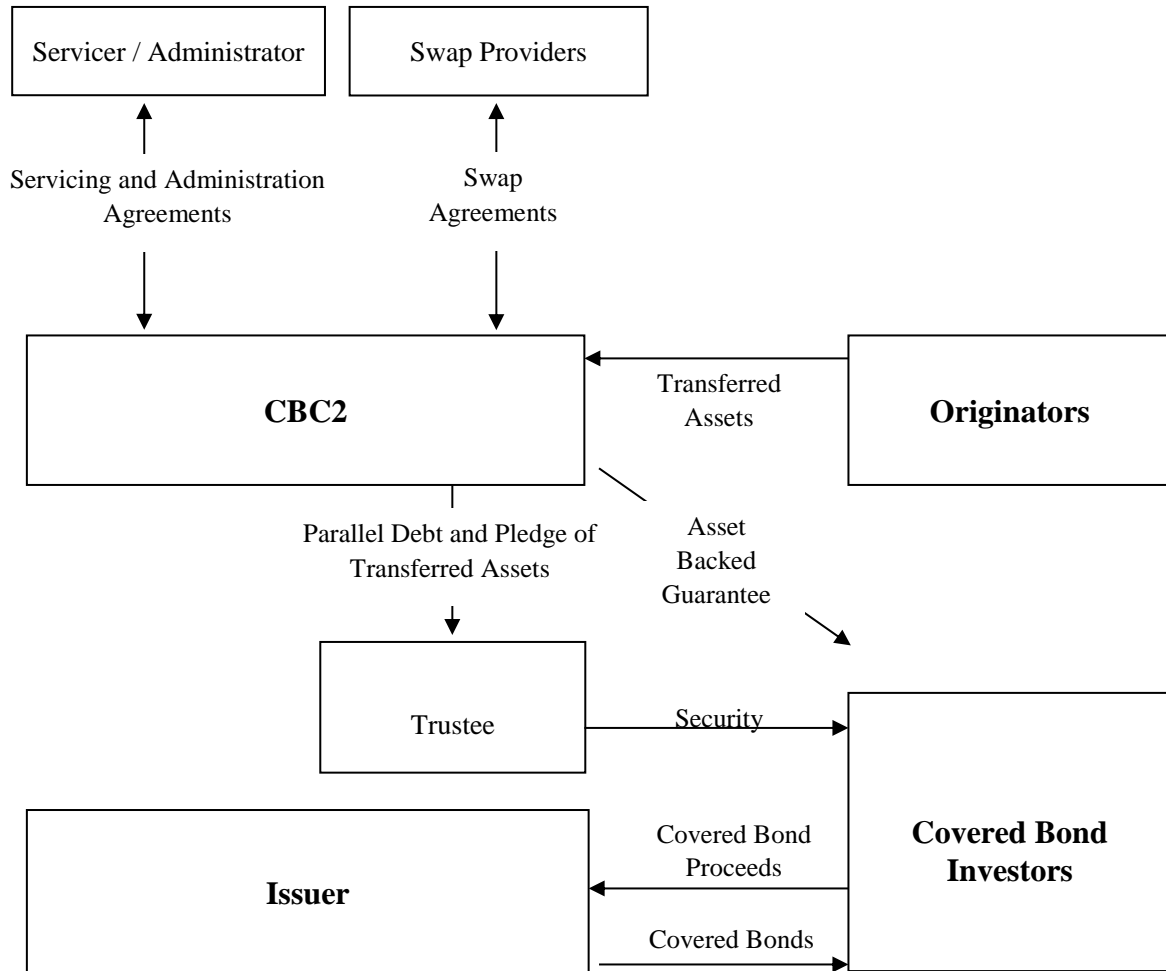 Servicer / Administrator
Swap Providers
Servicing and Administration
Agreements
Swap
Agreements
CBC2
Transferred
Assets
Originators
Parallel Debt and Pledge of
Transferred Assets
Asset
Backed
Guarantee
Trustee
Security
Covered Bond
Proceeds
Covered Bond
Investors
Issuer
Covered Bonds